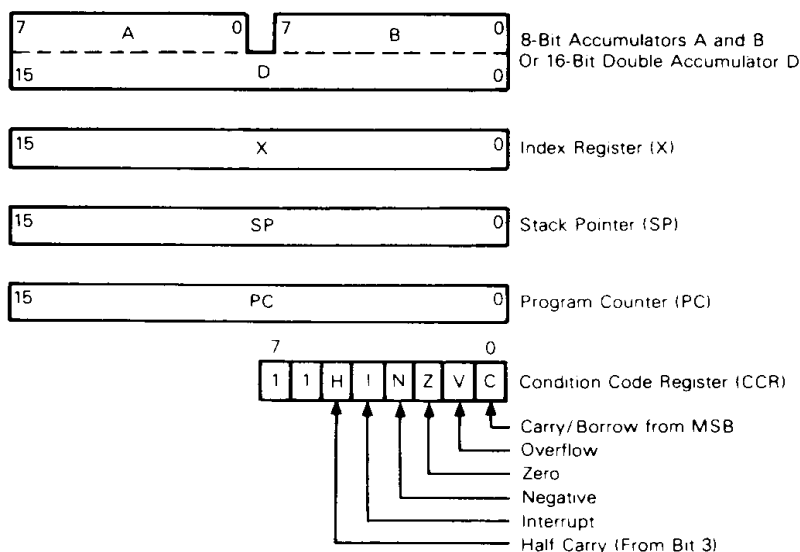 7 A 0 7 B 0
8-Bit Accumulators A and B
15 D 0
Or 16-Bit Double Accumulator D
15 X 0
Index Register (X)
15 SP 0
Stack Pointer (SP)
15 PC 0
Program Counter (PC)
7 0
1 1 H I N Z V C
Condition Code Register (CCR)
Carry/Borrow from MSB
Overflow
Zero
Negative
Interrupt
Half Carry (From Bit 3)